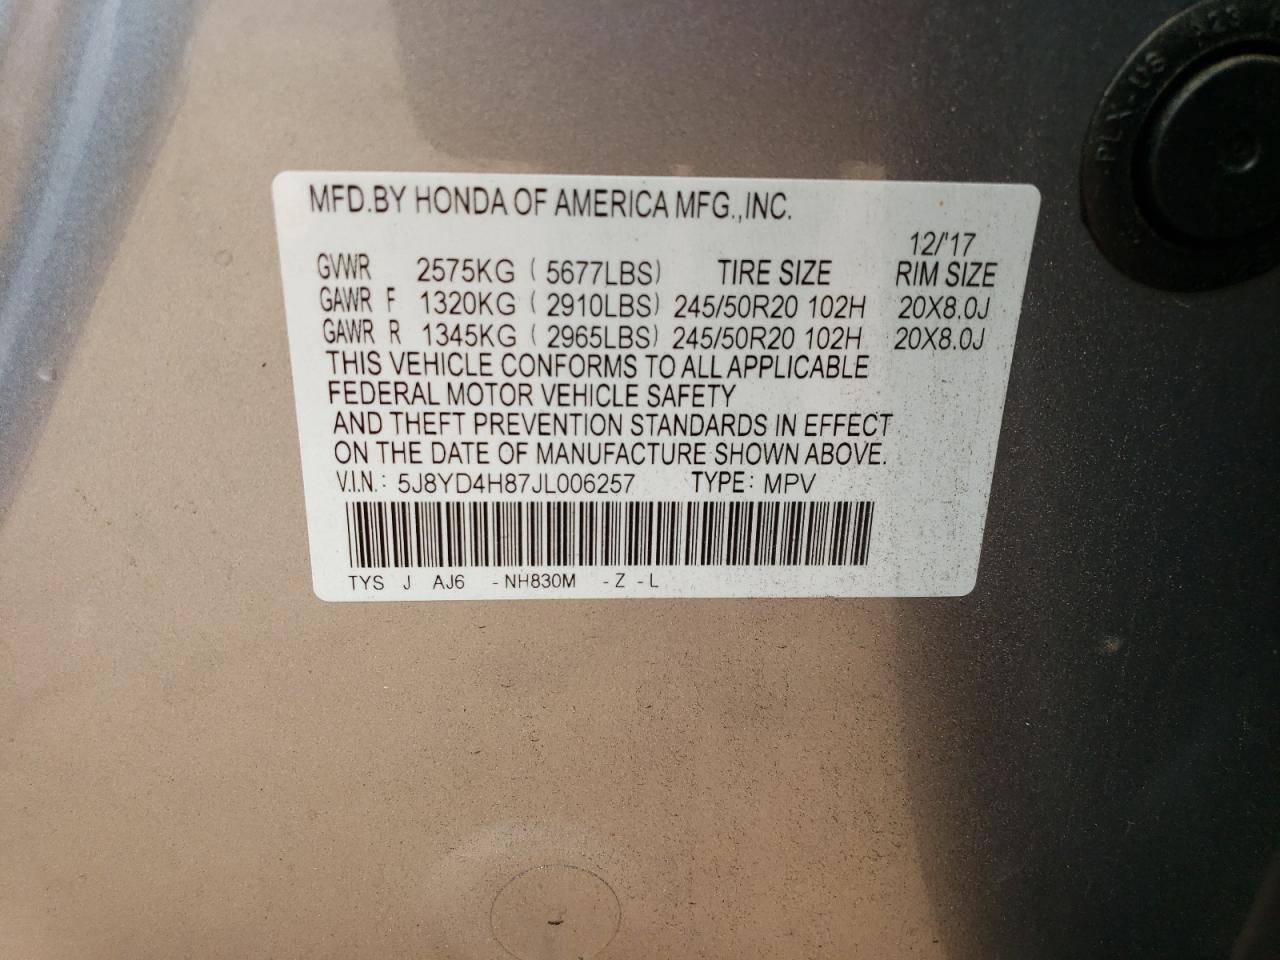 MFD.BY HONDA OF AMERICA MFG.,INC.
12/'17
GVWR 2575KG ( 5677LBS) TIRE SIZE RIM SIZE
GAWR F 1320KG ( 2910LBS) 245/50R20 102H 20X8.0J
GAWR R 1345KG ( 2965LBS) 245/50R20 102H 20X8.0J
THIS VEHICLE CONFORMS TO ALL APPLICABLE
FEDERAL MOTOR VEHICLE SAFETY
AND THEFT PREVENTION STANDARDS IN EFFECT
ON THE DATE OF MANUFACTURE SHOWN ABOVE.
V.I.N.: 5J8YD4H87JL006257 TYPE: MPV
TYS J AJ6 -NH830M -Z -L
PLX-US